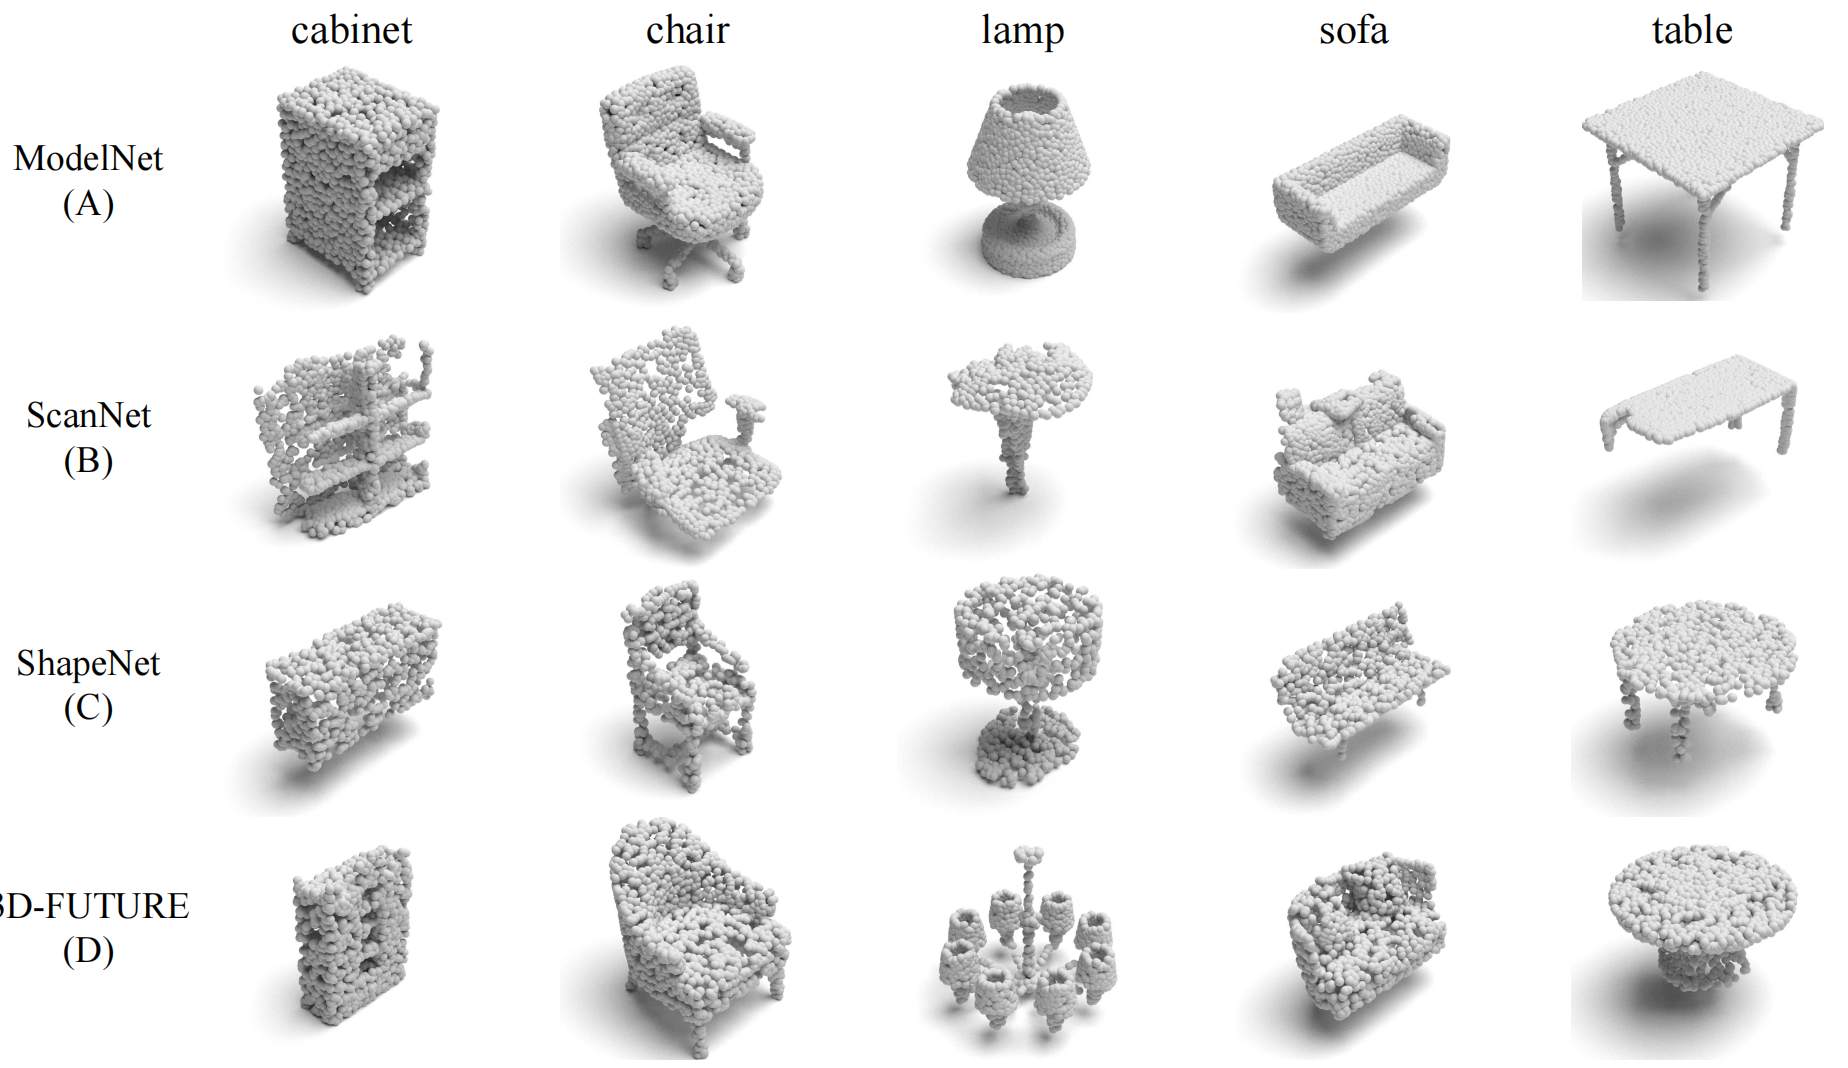 cabinet chair lamp sofa table
ModelNet
(A)
ScanNet
(B)
ShapeNet
(C)
3D-FUTURE
(D)